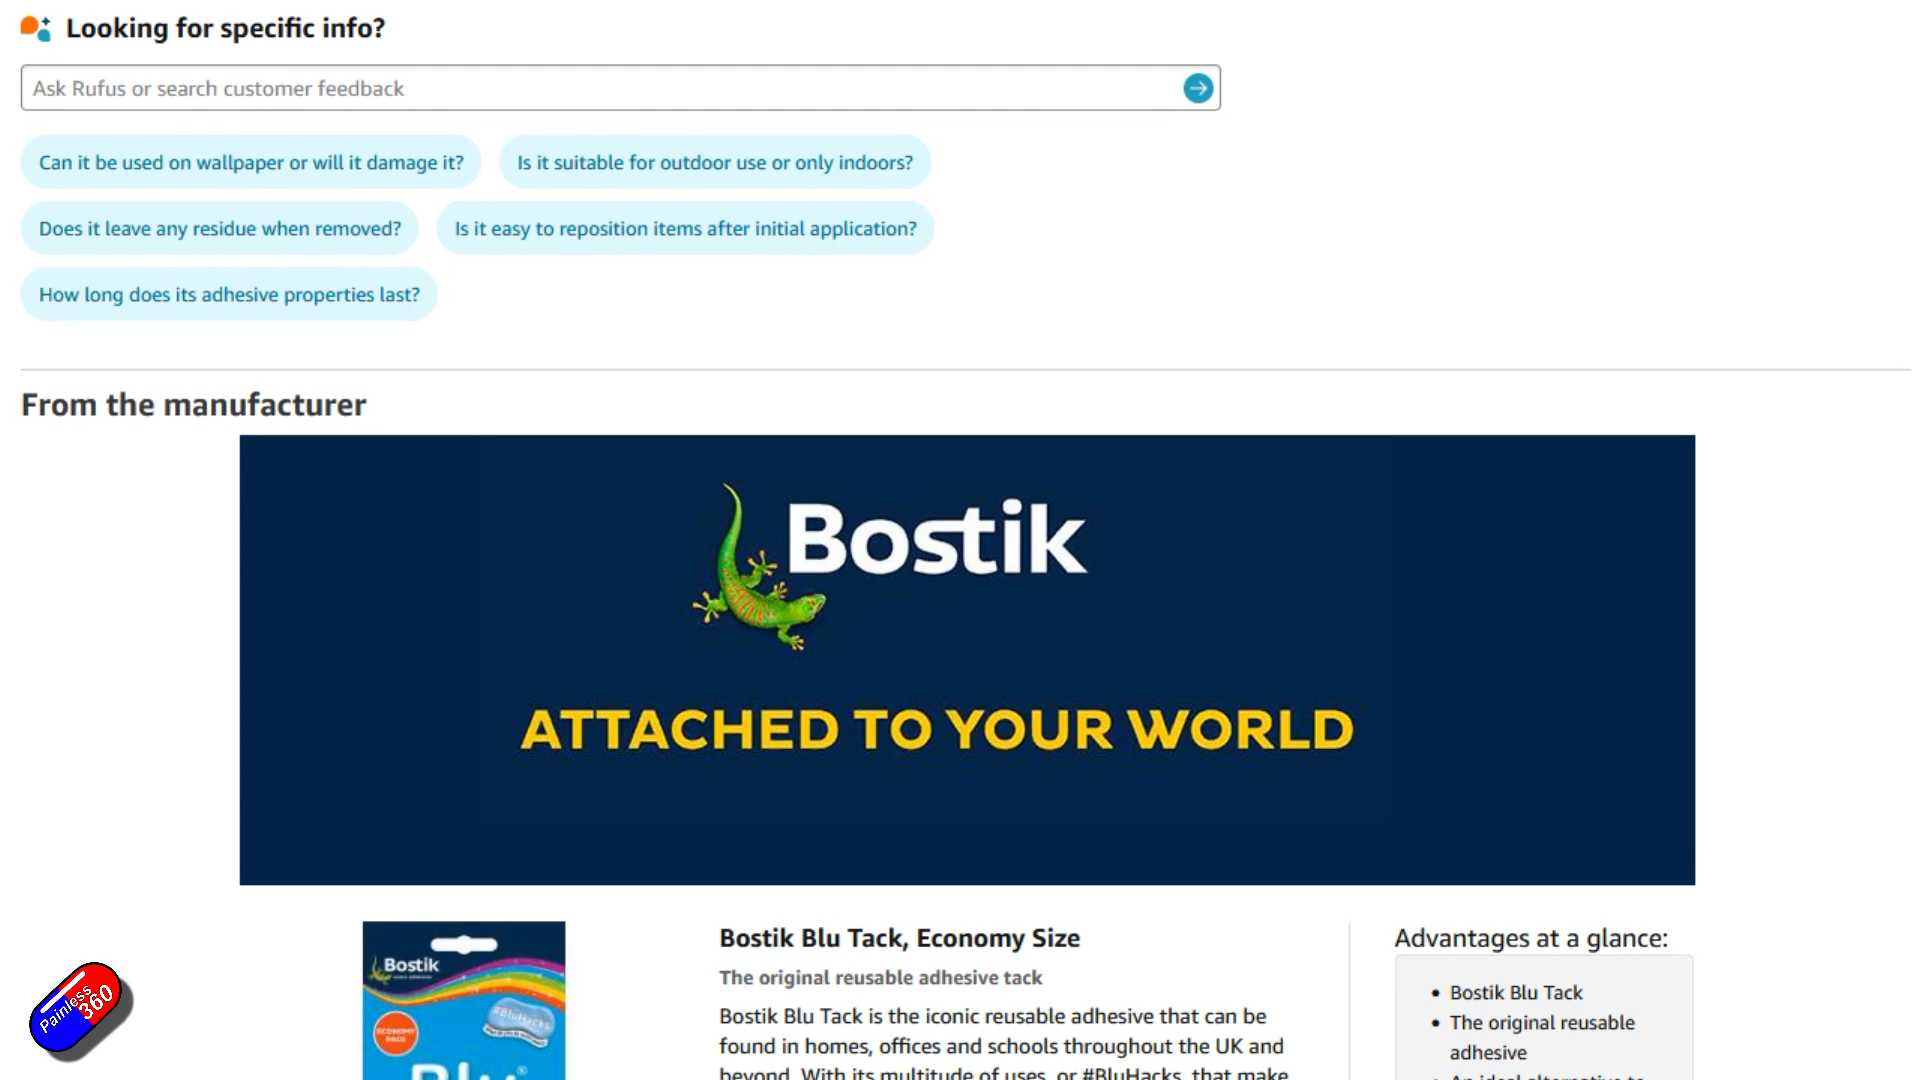 Looking for specific info?
Ask Rufus or search customer feedback
Can it be used on wallpaper or will it damage it?
Is it suitable for outdoor use or only indoors?
Does it leave any residue when removed?
Is it easy to reposition items after initial application?
How long does its adhesive properties last?
From the manufacturer
Bostik
ATTACHED TO YOUR WORLD
Bostik
#BluHacks
ECONOMY
PACK
Blu®
Bostik Blu Tack, Economy Size
The original reusable adhesive tack
Bostik Blu Tack is the iconic reusable adhesive that can be
found in homes, offices and schools throughout the UK and
beyond. With its multitude of uses, or #BluHacks, that make
Advantages at a glance:
• Bostik Blu Tack
• The original reusable
adhesive
• An ideal alternative to
Painless
360